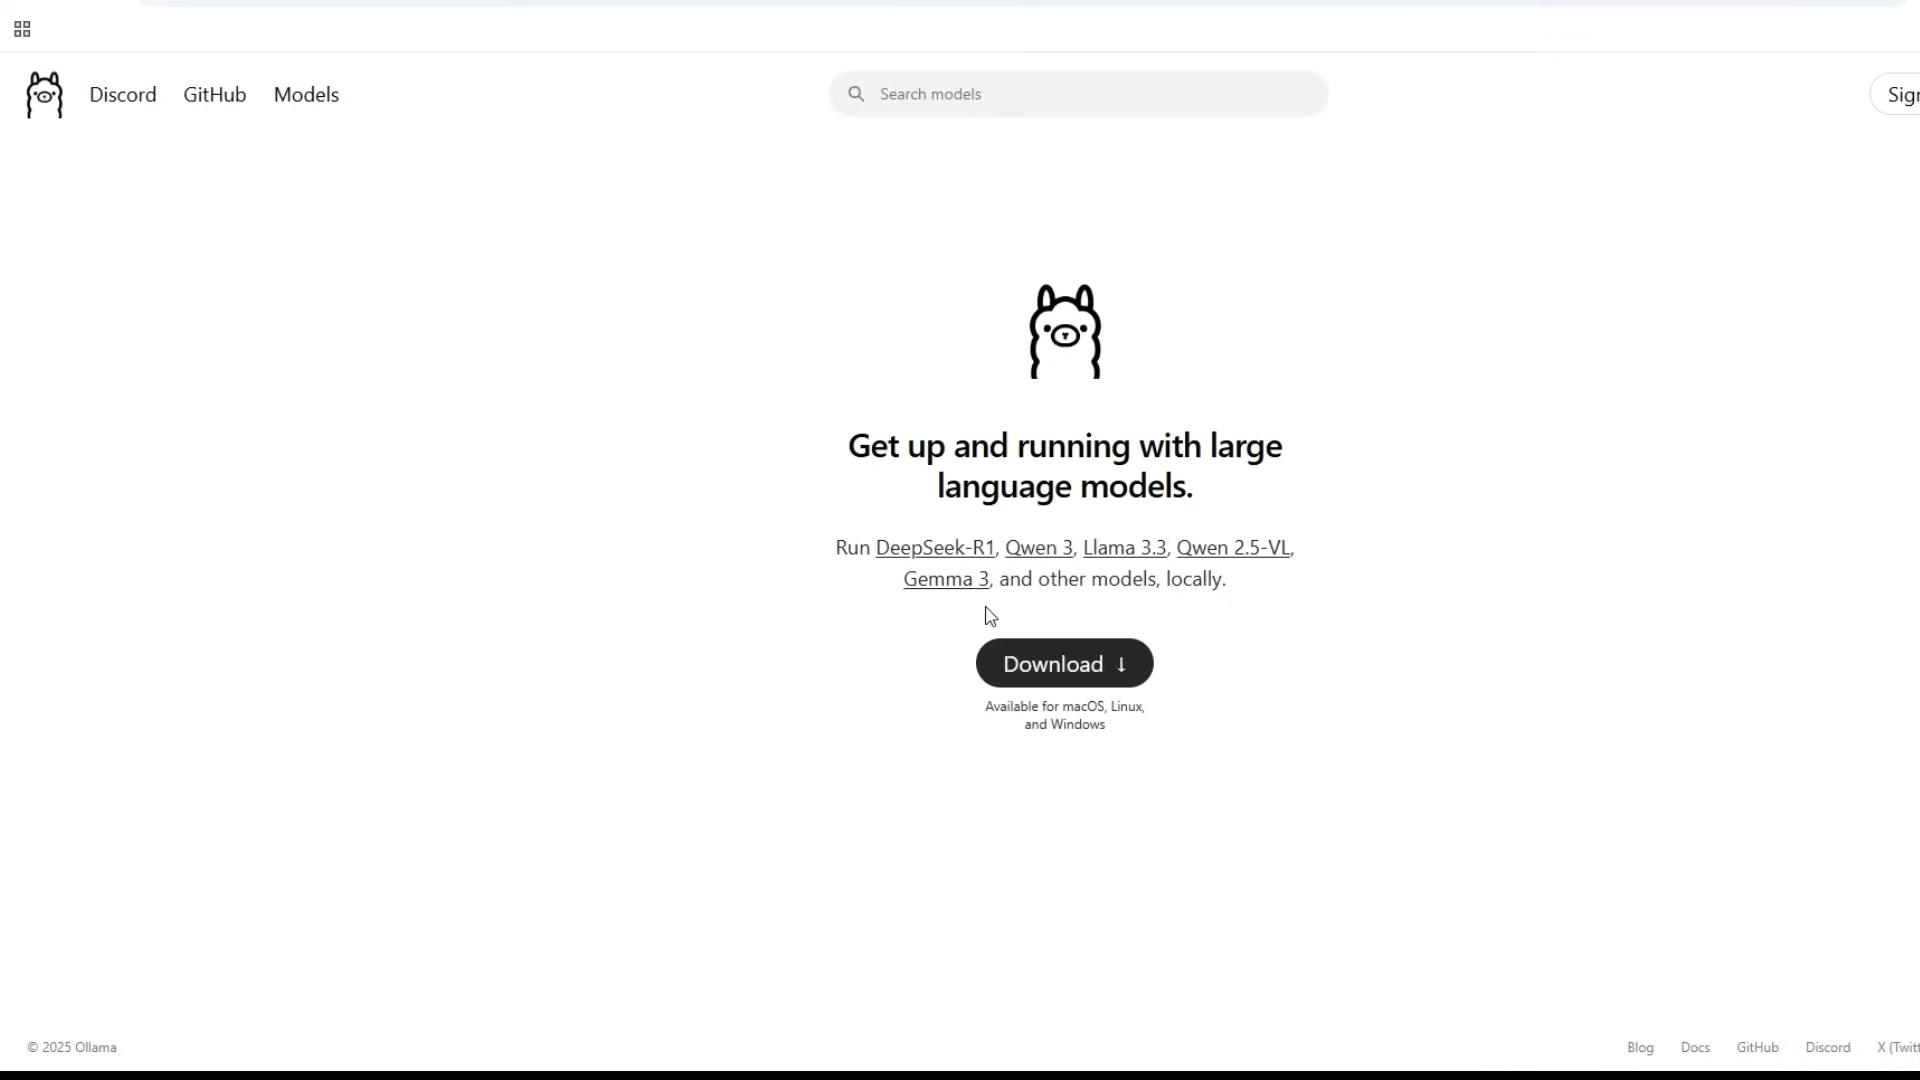 Discord GitHub Models
Search models
Get up and running with large
language models.
Run DeepSeek-R1, Qwen 3, Llama 3.3, Qwen 2.5-VL,
Gemma 3, and other models, locally.
Download ↓
Available for macOS, Linux,
and Windows
© 2025 Ollama
Blog Docs GitHub Discord X